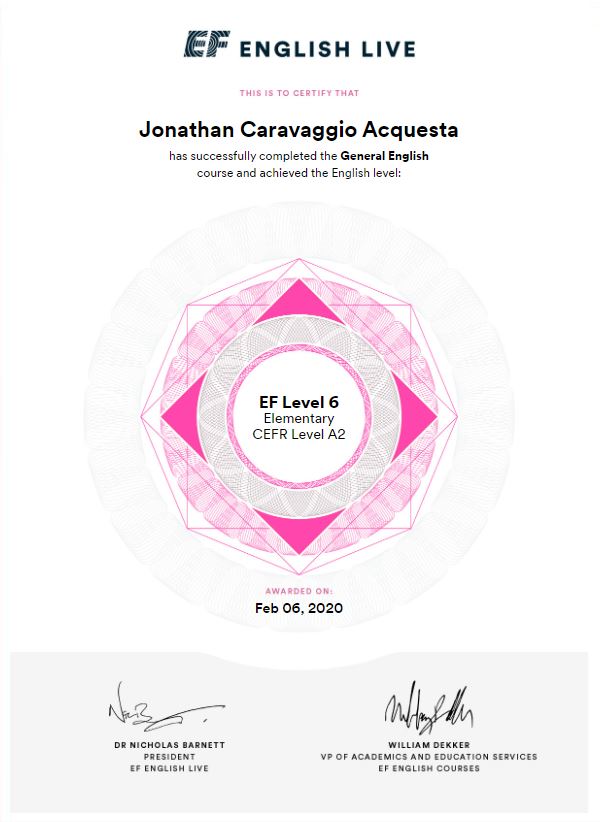 EF ENGLISH LIVE
THIS IS TO CERTIFY THAT
Jonathan Caravaggio Acquesta
has successfully completed the General English
course and achieved the English level:
EF Level 6
Elementary
CEFR Level A2
AWARDED ON:
Feb 06, 2020
DR NICHOLAS BARNETT
PRESIDENT
EF ENGLISH LIVE
WILLIAM DEKKER
VP OF ACADEMICS AND EDUCATION SERVICES
EF ENGLISH COURSES